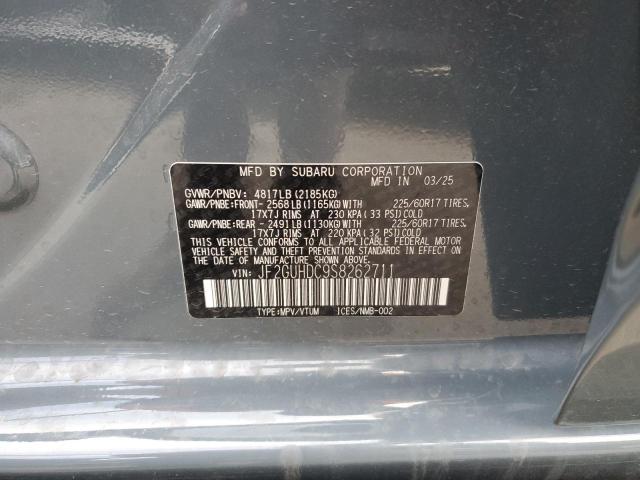 MFD BY SUBARU CORPORATION
MFD IN 03/25
GVWR/PNBV: 4817LB(2185KG)
GAWR/PNBE:FRONT- 2568LB(1165KG)WITH 225/60R17 TIRES.
17X7J RIMS AT 230 KPA(33 PSI)COLD
GAWR/PNBE:REAR - 2491LB(1130KG)WITH 225/60R17 TIRES,
17X7J RIMS AT 220 KPA(32 PSI)COLD
THIS VEHICLE CONFORMS TO ALL APPLICABLE FEDERAL MOTOR
VEHICLE SAFETY AND THEFT PREVENTION STANDARDS IN
EFFECT ON THE DATE OF MANUFACTURE SHOWN ABOVE.
VIN: JF2GUHDC9S8262711
TYPE:MPV/VTUM ICES/NMB-002